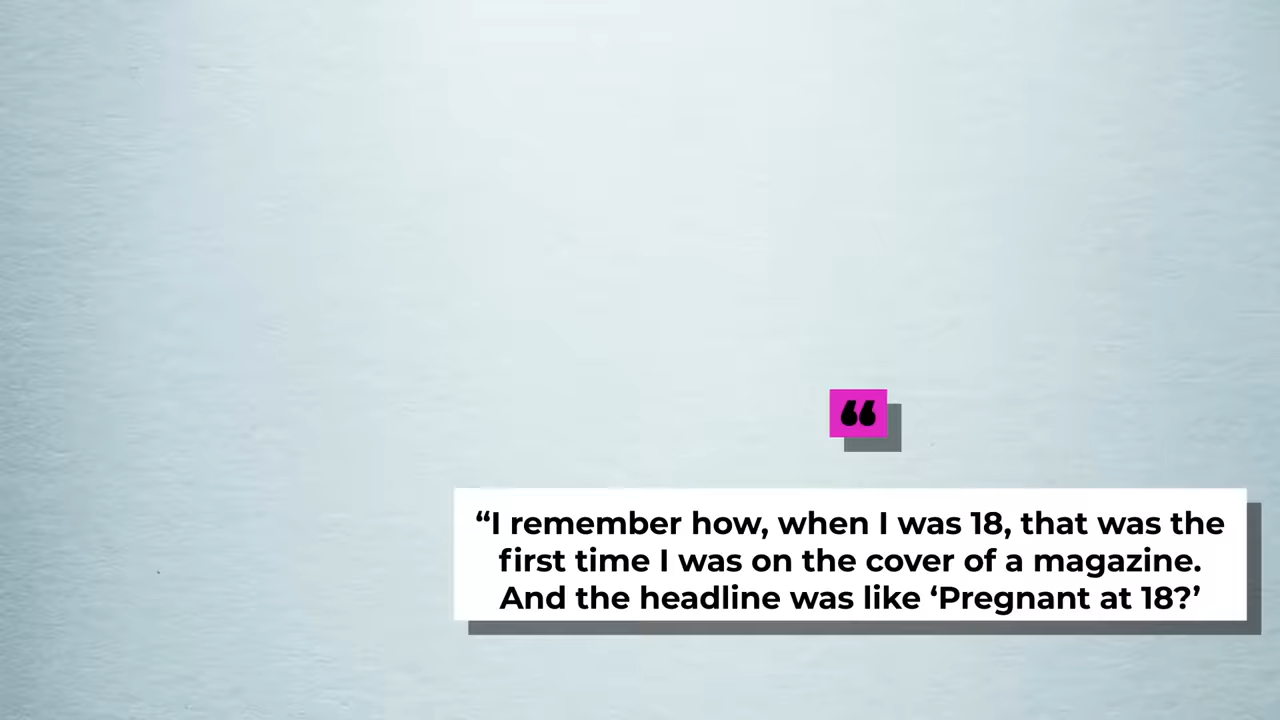 “
“I remember how, when I was 18, that was the
first time I was on the cover of a magazine.
And the headline was like ‘Pregnant at 18?’